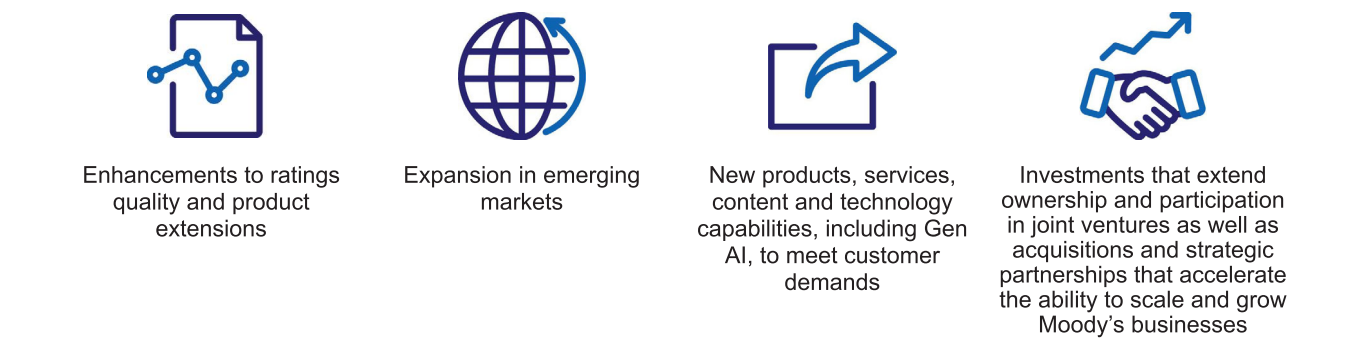 Enhancements to ratings
quality and product
extensions
Expansion in emerging
markets
New products, services,
content and technology
capabilities, including Gen
AI, to meet customer
demands
Investments that extend
ownership and participation
in joint ventures as well as
acquisitions and strategic
partnerships that accelerate
the ability to scale and grow
Moody’s businesses